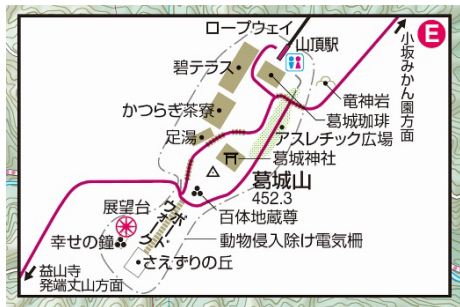 ロープウェイ
山頂駅
E
小坂みかん園方面
碧テラス
竜神岩
かつらぎ茶寮
葛城珈琲
足湯
アスレチック広場
葛城神社
葛城山
452.3
展望台
ボードウォーク
百体地蔵尊
幸せの鐘
動物侵入除け電気柵
さえずりの丘
益山寺
発端丈山方面